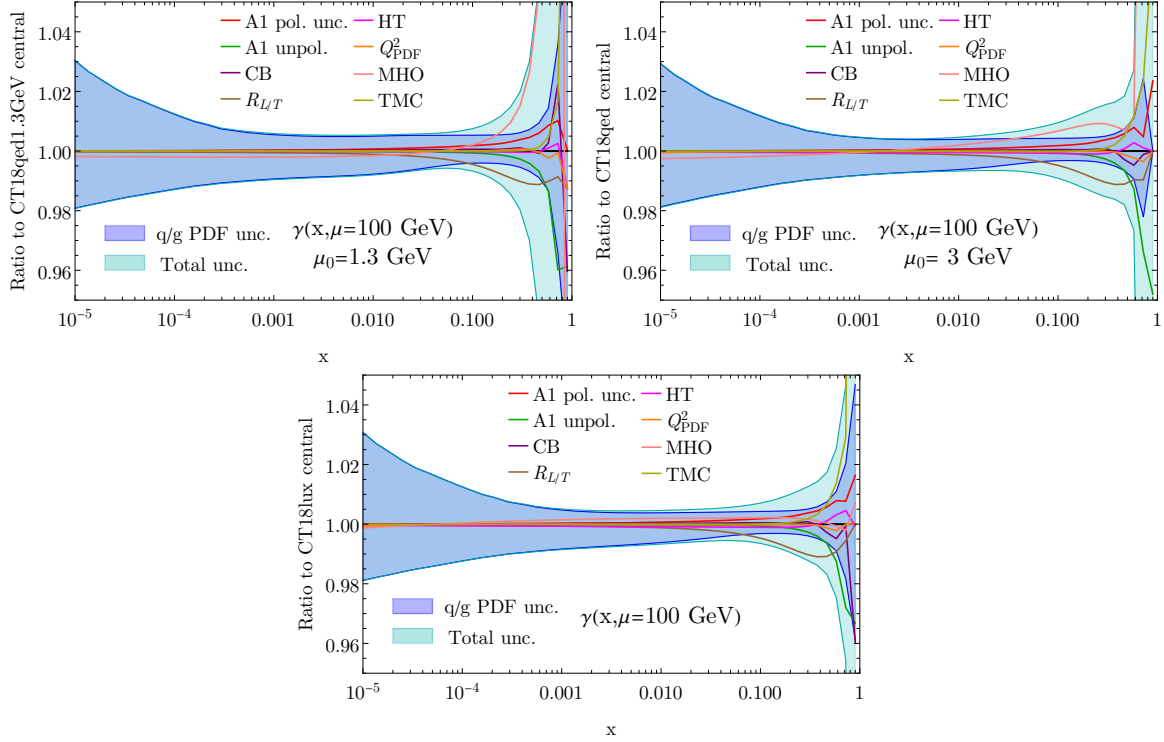 Ratio to CT18qed1.3GeV central
1.04
1.02
1.00
0.98
0.96
A1 pol. unc. HT
A1 unpol. Q²PDF
CB MHO
RL/T TMC
q/g PDF unc. γ(x,μ=100 GeV)
Total unc. μ₀=1.3 GeV
10⁻⁵ 10⁻⁴ 0.001 0.010 0.100 1
x
Ratio to CT18qed central
1.04
1.02
1.00
0.98
0.96
A1 pol. unc. HT
A1 unpol. Q²PDF
CB MHO
RL/T TMC
q/g PDF unc. γ(x,μ=100 GeV)
Total unc. μ₀= 3 GeV
10⁻⁵ 10⁻⁴ 0.001 0.010 0.100 1
x
Ratio to CT18lux central
1.04
1.02
1.00
0.98
0.96
A1 pol. unc. HT
A1 unpol. Q²PDF
CB MHO
RL/T TMC
q/g PDF unc. γ(x,μ=100 GeV)
Total unc.
10⁻⁵ 10⁻⁴ 0.001 0.010 0.100 1
x